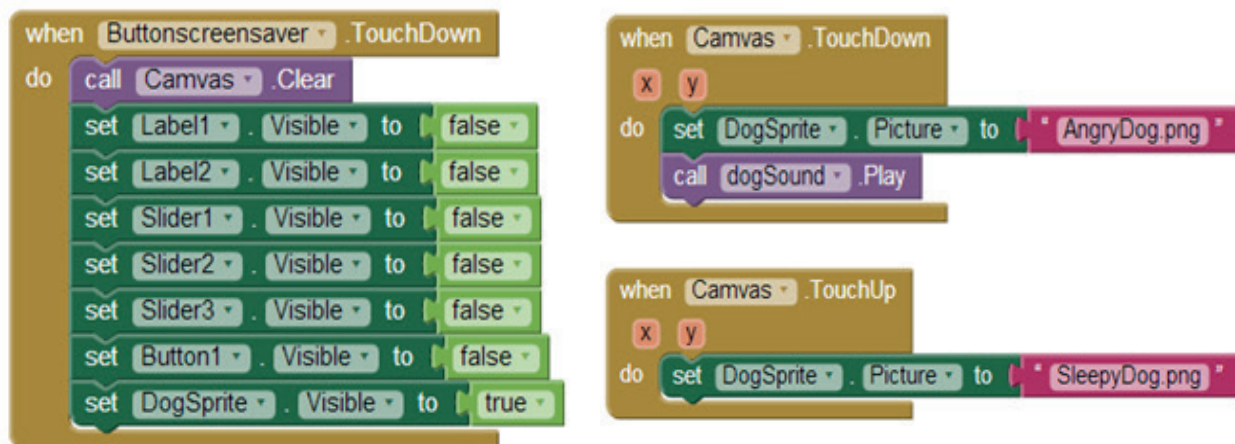 when Buttonscreensaver .TouchDown
do call Camvas .Clear
set Label1 . Visible to false
set Label2 . Visible to false
set Slider1 . Visible to false
set Slider2 . Visible to false
set Slider3 . Visible to false
set Button1 . Visible to false
set DogSprite . Visible to true
when Camvas .TouchDown
x y
do set DogSprite . Picture to " AngryDog.png "
call dogSound .Play
when Camvas .TouchUp
x y
do set DogSprite . Picture to " SleepyDog.png "